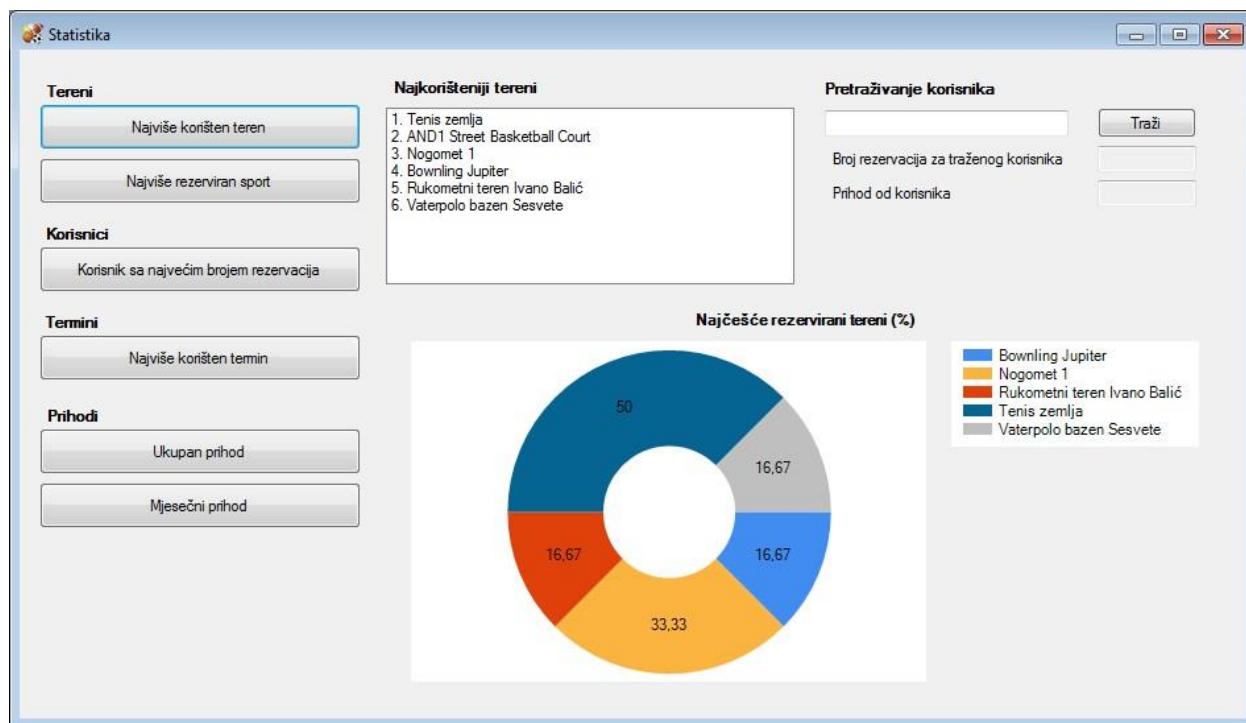 Statistika
Tereni
Najviše korišten teren
Najviše rezerviran sport
Korisnici
Korisnik sa najvećim brojem rezervacija
Termini
Najviše korišten termin
Prihodi
Ukupan prihod
Mjesečni prihod
Najkorišteniji tereni
1. Tenis zemlja
2. AND1 Street Basketball Court
3. Nogomet 1
4. Bownling Jupiter
5. Rukometni teren Ivano Balić
6. Vaterpolo bazen Sesvete
Pretraživanje korisnika
Traži
Broj rezervacija za traženog korisnika
Prihod od korisnika
Najčešće rezervirani tereni (%)
50
16,67
16,67
16,67
33,33
Bownling Jupiter
Nogomet 1
Rukometni teren Ivano Balić
Tenis zemlja
Vaterpolo bazen Sesvete